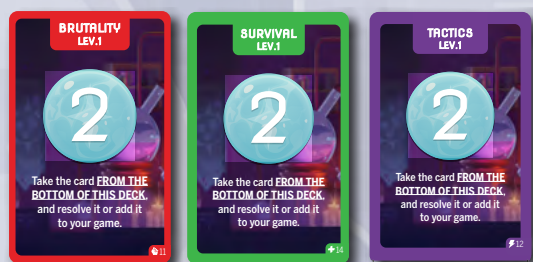 BRUTALITY
LEV.1
2
Take the card FROM THE
BOTTOM OF THIS DECK,
and resolve it or add it
to your game.
11
SURVIVAL
LEV.1
2
Take the card FROM THE
BOTTOM OF THIS DECK,
and resolve it or add it
to your game.
14
TACTICS
LEV.1
2
Take the card FROM THE
BOTTOM OF THIS DECK,
and resolve it or add it
to your game.
12